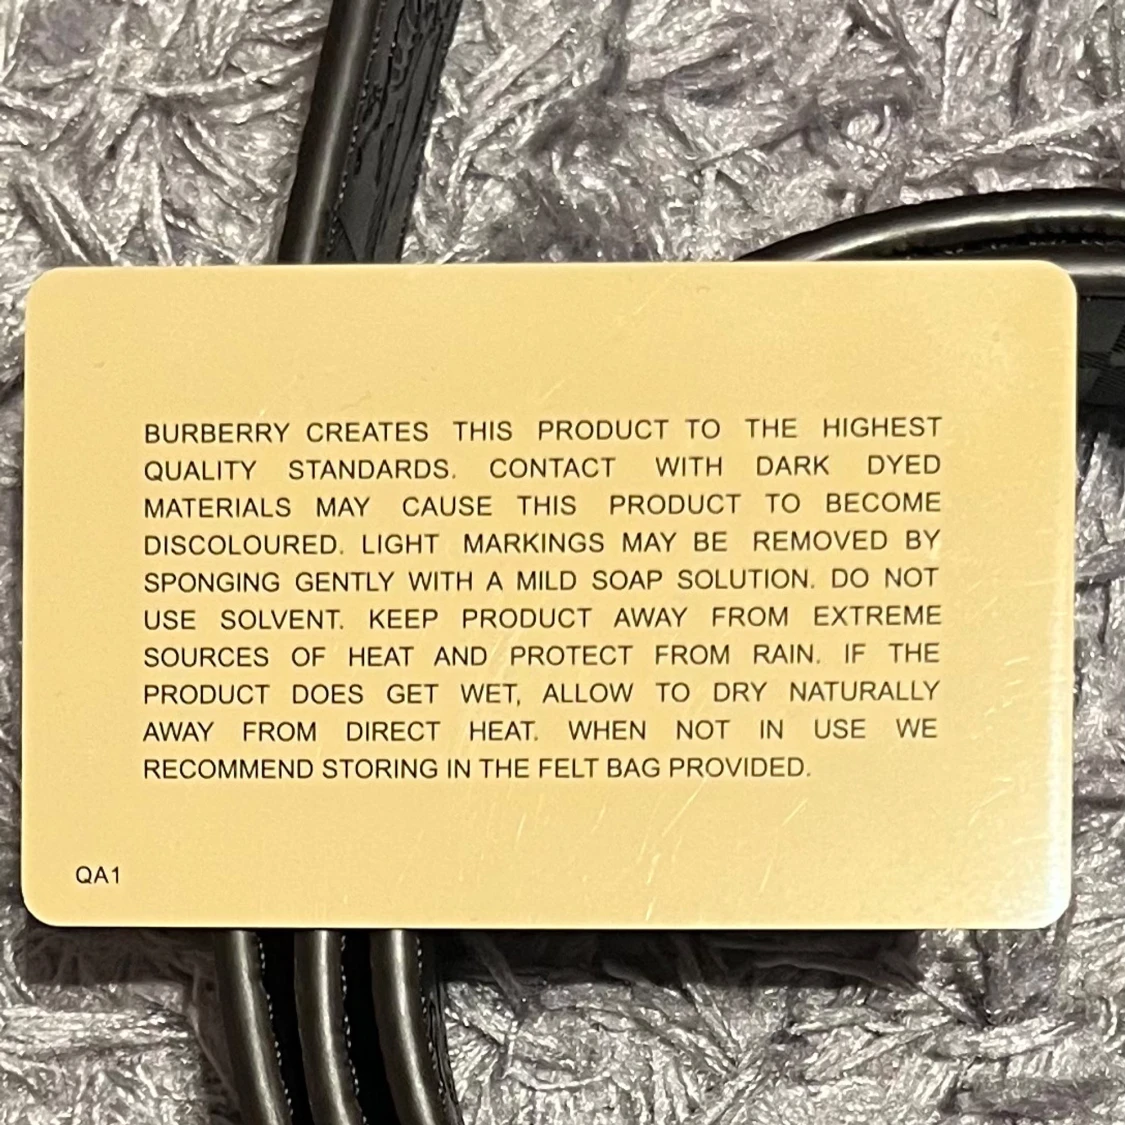 BURBERRY CREATES THIS PRODUCT TO THE HIGHEST
QUALITY STANDARDS. CONTACT WITH DARK DYED
MATERIALS MAY CAUSE THIS PRODUCT TO BECOME
DISCOLOURED. LIGHT MARKINGS MAY BE REMOVED BY
SPONGING GENTLY WITH A MILD SOAP SOLUTION. DO NOT
USE SOLVENT. KEEP PRODUCT AWAY FROM EXTREME
SOURCES OF HEAT AND PROTECT FROM RAIN. IF THE
PRODUCT DOES GET WET, ALLOW TO DRY NATURALLY
AWAY FROM DIRECT HEAT. WHEN NOT IN USE WE
RECOMMEND STORING IN THE FELT BAG PROVIDED.
QA1